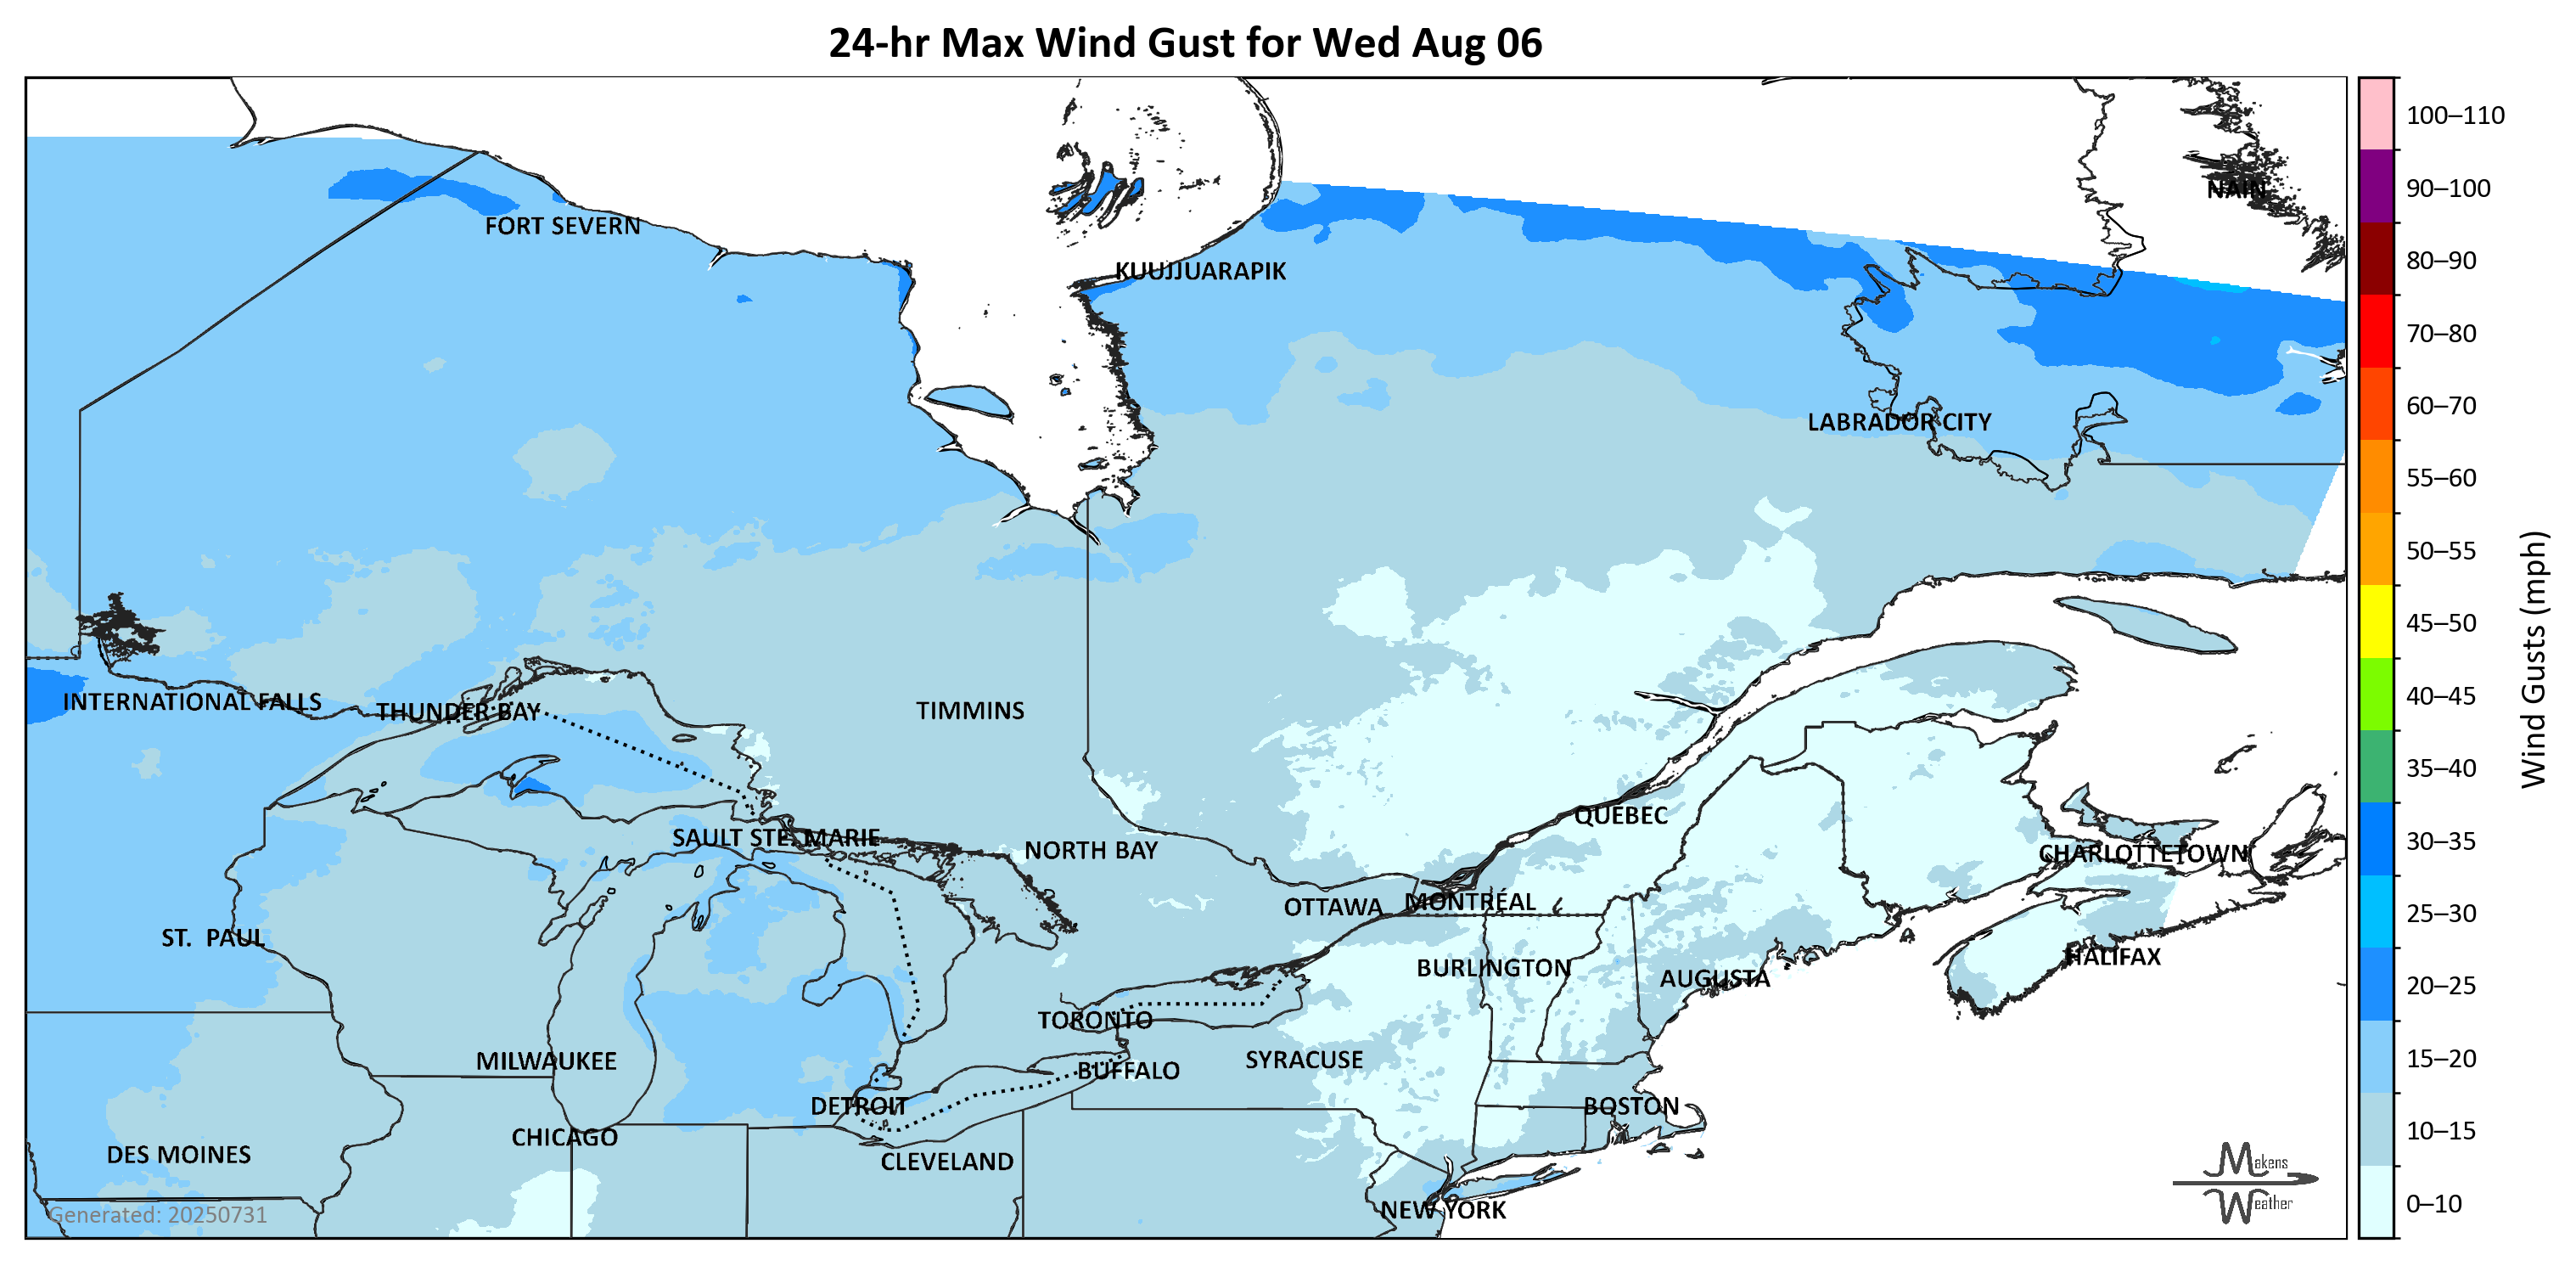 24-hr Max Wind Gust for Wed Aug 06
100–110
90–100
80–90
70–80
60–70
55–60
50–55
45–50
40–45
35–40
30–35
25–30
20–25
15–20
10–15
0–10
Wind Gusts (mph)
NAIN
FORT SEVERN
KUUJJUARAPIK
LABRADOR CITY
INTERNATIONAL FALLS
THUNDER BAY
TIMMINS
QUÉBEC
SAULT STE. MARIE
NORTH BAY
CHARLOTTETOWN
OTTAWA
MONTRÉAL
ST.  PAUL
HALIFAX
BURLINGTON
AUGUSTA
TORONTO
MILWAUKEE
SYRACUSE
BUFFALO
DETROIT
BOSTON
CHICAGO
DES MOINES
CLEVELAND
NEW YORK
Generated: 20250731
Makens
Weather